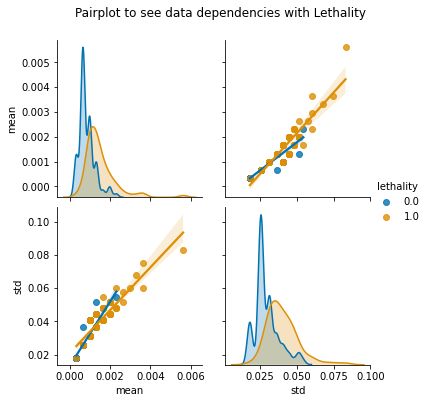 Pairplot to see data dependencies with Lethality
0.005
0.004
0.003
0.002
0.001
0.000
mean
lethality
0.0
1.0
0.10
0.08
0.06
0.04
0.02
std
0.000 0.002 0.004 0.006
mean
0.025 0.050 0.075 0.100
std